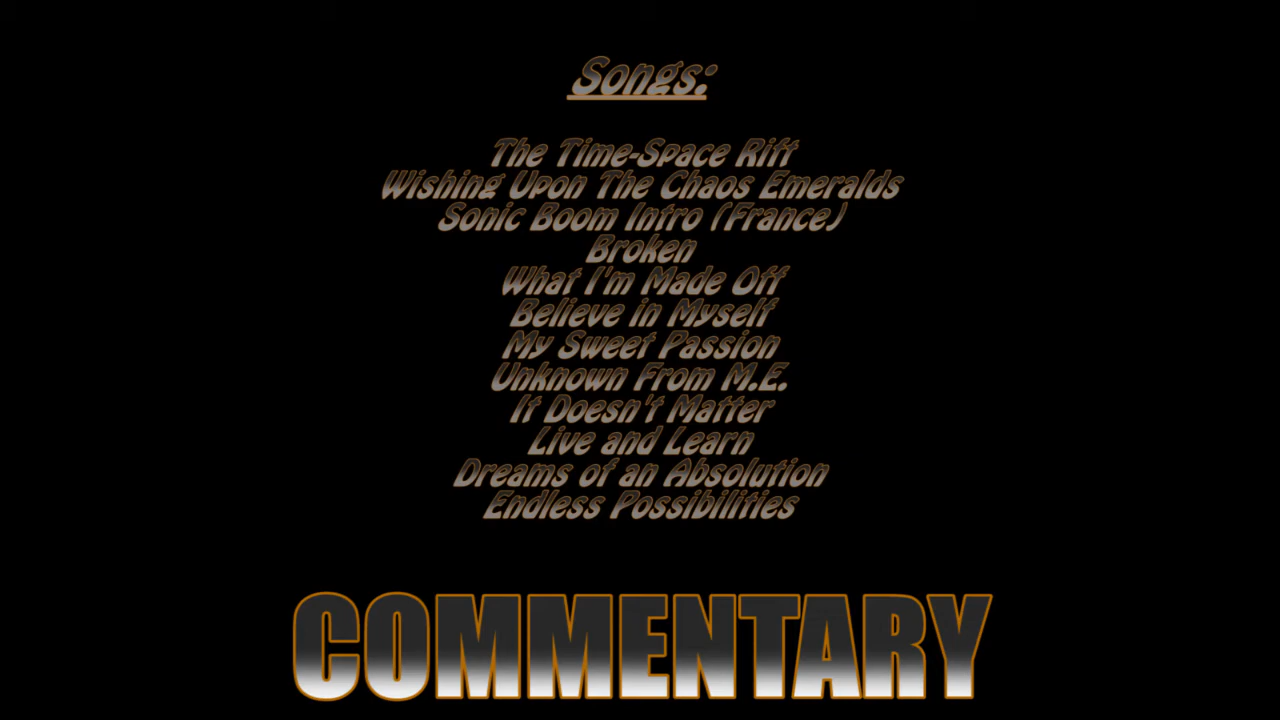 Songs:
The Time-Space Rift
Wishing Upon The Chaos Emeralds
Sonic Boom Intro (France)
Broken
What I'm Made Off
Believe in Myself
My Sweet Passion
Unknown From M.E.
It Doesn't Matter
Live and Learn
Dreams of an Absolution
Endless Possibilities
COMMENTARY